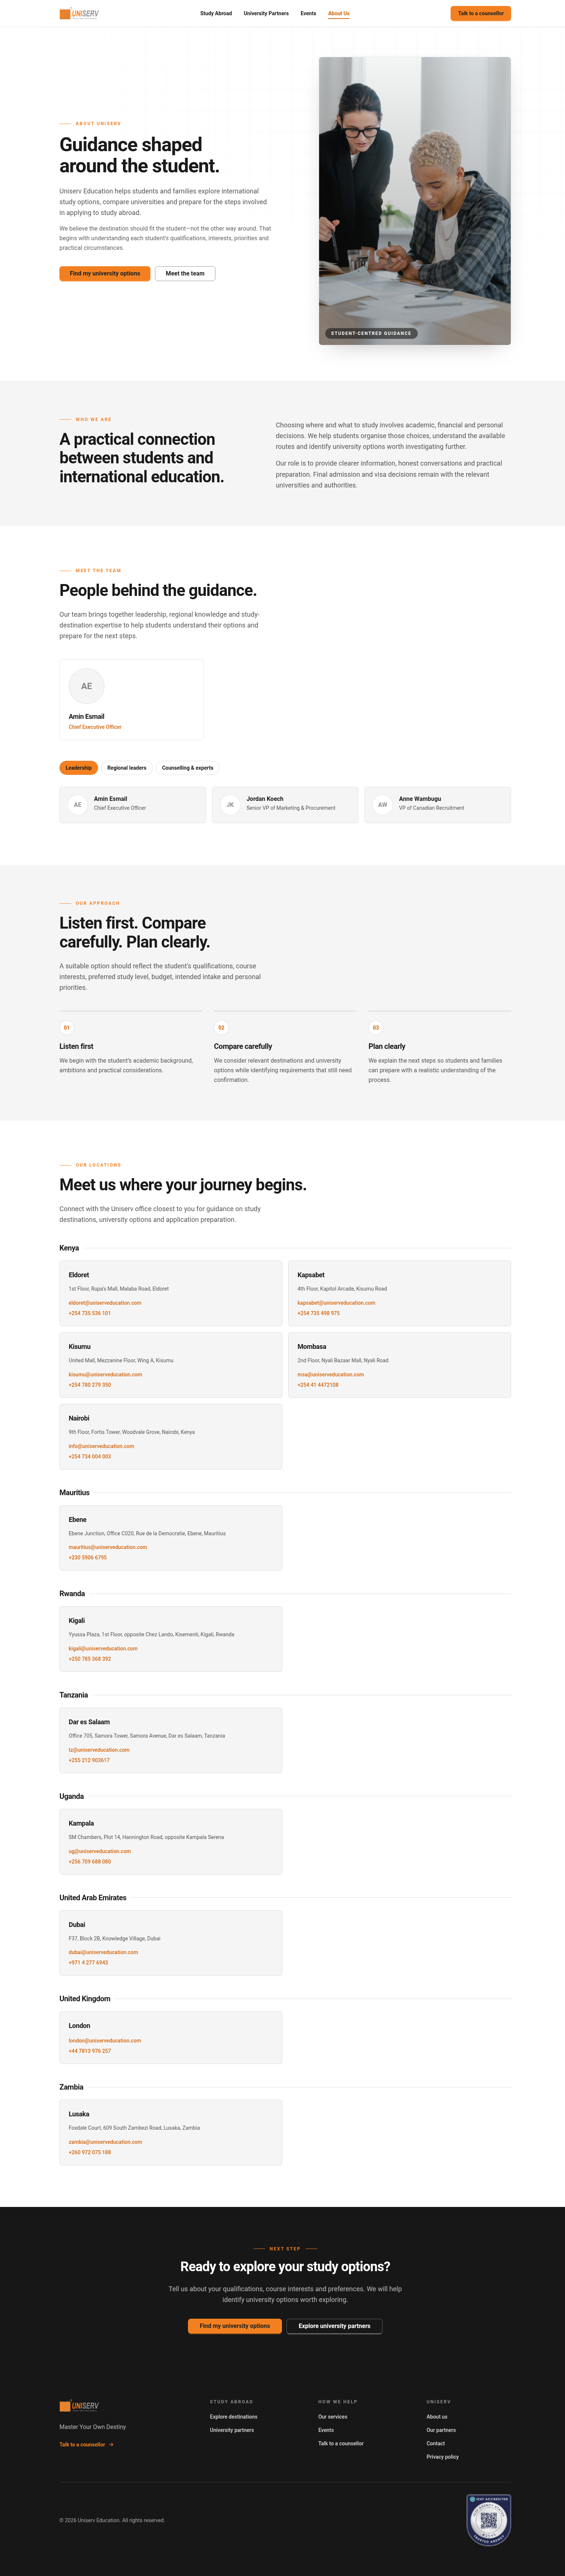 UNISERV
Study Abroad
University Partners
Events
About Us
Talk to a counsellor
ABOUT UNISERV
Guidance shaped
around the student.
Uniserv Education helps students and families explore international
study options, compare universities and prepare for the steps involved
in applying to study abroad.
We believe the destination should fit the student—not the other way around. That
begins with understanding each student's qualifications, interests, priorities and
practical circumstances.
Find my university options
Meet the team
STUDENT-CENTRED GUIDANCE
WHO WE ARE
A practical connection
between students and
international education.
Choosing where and what to study involves academic, financial and personal
decisions. We help students organise those choices, understand the available
routes and identify university options worth investigating further.
Our role is to provide clearer information, honest conversations and practical
preparation. Final admission and visa decisions remain with the relevant
universities and authorities.
MEET THE TEAM
People behind the guidance.
Our team brings together leadership, regional knowledge and study-
destination expertise to help students understand their options and
prepare for the next steps.
AE
Amin Esmail
Chief Executive Officer
Leadership
Regional leaders
Counselling & experts
AE
Amin Esmail
Chief Executive Officer
JK
Jordan Koech
Senior VP of Marketing & Procurement
AW
Anne Wambugu
VP of Canadian Recruitment
OUR APPROACH
Listen first. Compare
carefully. Plan clearly.
A suitable option should reflect the student's qualifications, course
interests, preferred study level, budget, intended intake and personal
priorities.
01
Listen first
We begin with the student's academic background,
ambitions and practical considerations.
02
Compare carefully
We consider relevant destinations and university
options while identifying requirements that still need
confirmation.
03
Plan clearly
We explain the next steps so students and families
can prepare with a realistic understanding of the
process.
OUR LOCATIONS
Meet us where your journey begins.
Connect with the Uniserv office closest to you for guidance on study
destinations, university options and application preparation.
Kenya
Eldoret
1st Floor, Rupa's Mall, Malaba Road, Eldoret
eldoret@uniserveducation.com
+254 735 536 101
Kapsabet
4th Floor, Kapitol Arcade, Kisumu Road
kapsabet@uniserveducation.com
+254 735 498 975
Kisumu
United Mall, Mezzanine Floor, Wing A, Kisumu
kisumu@uniserveducation.com
+254 780 279 350
Mombasa
2nd Floor, Nyali Bazaar Mall, Nyali Road
msa@uniserveducation.com
+254 41 4472108
Nairobi
9th Floor, Fortis Tower, Woodvale Grove, Nairobi, Kenya
info@uniserveducation.com
+254 734 004 003
Mauritius
Ebene
Ebene Junction, Office C020, Rue de la Democratie, Ebene, Mauritius
mauritius@uniserveducation.com
+230 5906 6795
Rwanda
Kigali
Yyussa Plaza, 1st Floor, opposite Chez Lando, Kisementi, Kigali, Rwanda
kigali@uniserveducation.com
+250 785 368 392
Tanzania
Dar es Salaam
Office 705, Samora Tower, Samora Avenue, Dar es Salaam, Tanzania
tz@uniserveducation.com
+255 212 903617
Uganda
Kampala
SM Chambers, Plot 14, Hannington Road, opposite Kampala Serena
ug@uniserveducation.com
+256 709 688 080
United Arab Emirates
Dubai
F37, Block 2B, Knowledge Village, Dubai
dubai@uniserveducation.com
+971 4 277 6943
United Kingdom
London
london@uniserveducation.com
+44 7813 976 257
Zambia
Lusaka
Foxdale Court, 609 South Zambezi Road, Lusaka, Zambia
zambia@uniserveducation.com
+260 972 075 188
NEXT STEP
Ready to explore your study options?
Tell us about your qualifications, course interests and preferences. We will help
identify university options worth exploring.
Find my university options
Explore university partners
UNISERV
Master Your Own Destiny
Talk to a counsellor →
STUDY ABROAD
Explore destinations
University partners
HOW WE HELP
Our services
Events
Talk to a counsellor
UNISERV
About us
Our partners
Contact
Privacy policy
© 2026 Uniserv Education. All rights reserved.
ICEF ACCREDITED
TRUSTED AGENCY